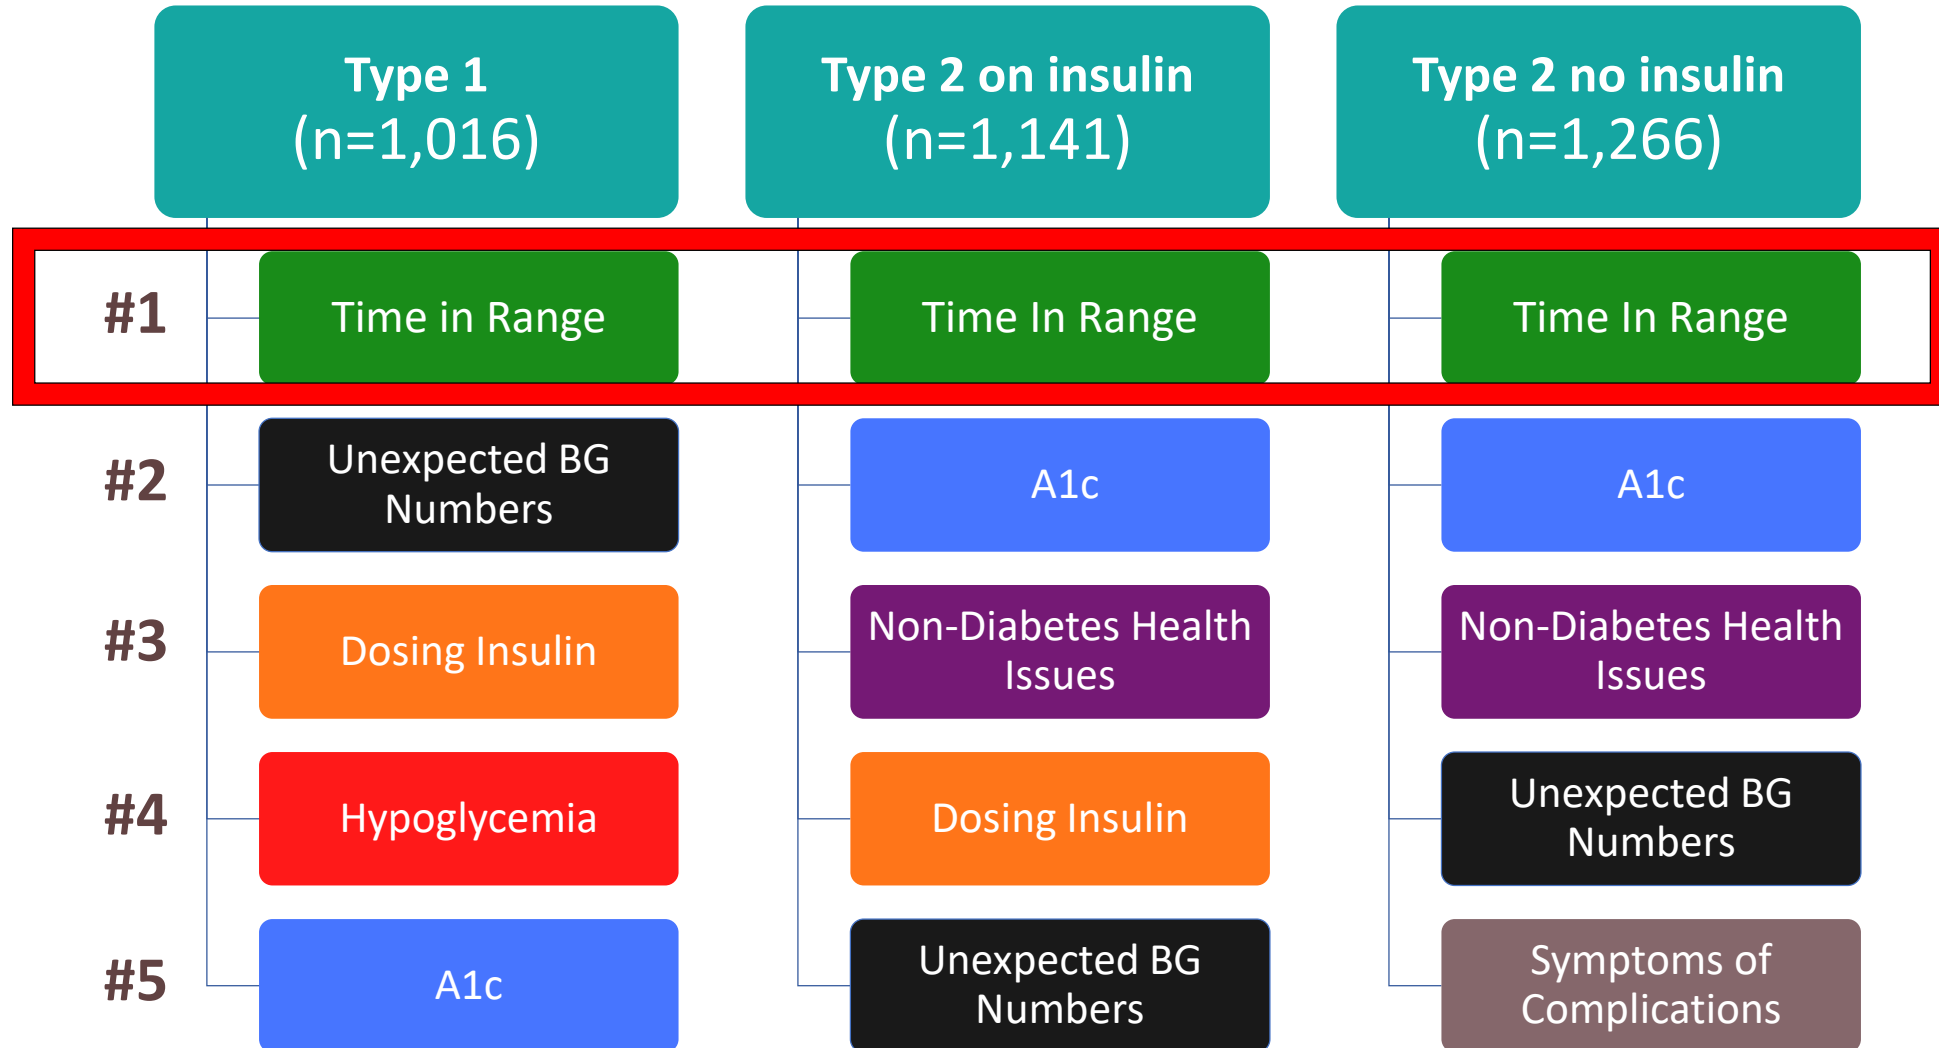 Type 1
(n=1,016)
Type 2 on insulin
(n=1,141)
Type 2 no insulin
(n=1,266)
#1
Time in Range
Time In Range
Time In Range
#2
Unexpected BG
Numbers
A1c
A1c
#3
Dosing Insulin
Non-Diabetes Health
Issues
Non-Diabetes Health
Issues
#4
Hypoglycemia
Dosing Insulin
Unexpected BG
Numbers
#5
A1c
Unexpected BG
Numbers
Symptoms of
Complications